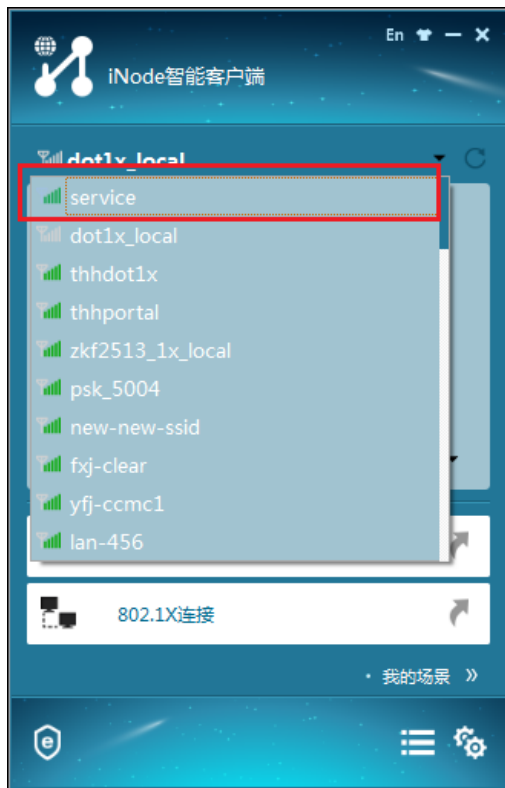 En
iNode智能客户端
dot1x_local
service
dot1x_local
thhdot1x
thhportal
zkf2513_1x_local
psk_5004
new-new-ssid
fxj-clear
yfj-ccmc1
lan-456
802.1X连接
· 我的场景 »
e